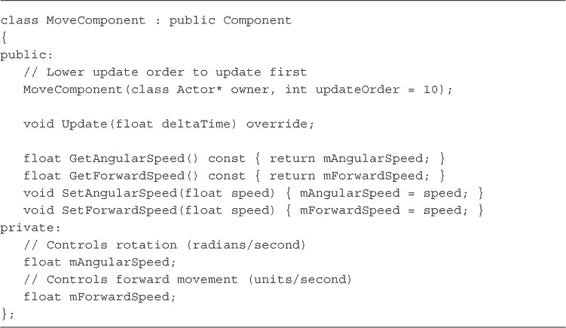 class MoveComponent : public Component
{
public:
   // Lower update order to update first
   MoveComponent(class Actor* owner, int updateOrder = 10);

   void Update(float deltaTime) override;

   float GetAngularSpeed() const { return mAngularSpeed; }
   float GetForwardSpeed() const { return mForwardSpeed; }
   void SetAngularSpeed(float speed) { mAngularSpeed = speed; }
   void SetForwardSpeed(float speed) { mForwardSpeed = speed; }
private:
   // Controls rotation (radians/second)
   float mAngularSpeed;
   // Controls forward movement (units/second)
   float mForwardSpeed;
};